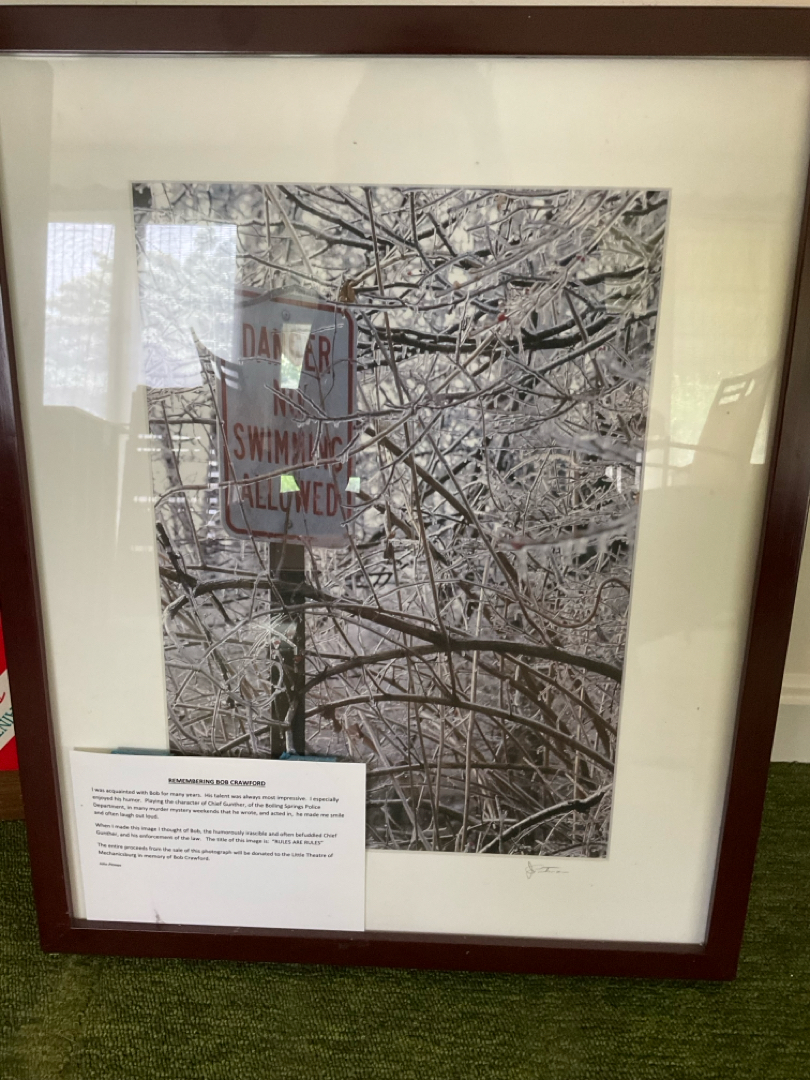 DANGER
NO
SWIMMING
ALLOWED
REMEMBERING BOB CRAWFORD
I was acquainted with Bob for many years. His talent was always most impressive. I especially
enjoyed his humor. Playing the character of Chief Gunther, of the Boiling Springs Police
Department, in many murder mystery weekends that he wrote, and acted in, he made me smile
and often laugh out loud.
When I made this image I thought of Bob, the humorously irascible and often befuddled Chief
Gunther, and his enforcement of the law. The title of this image is: "RULES ARE RULES"
The entire proceeds from the sale of this photograph will be donated to the Little Theatre of
Mechanicsburg in memory of Bob Crawford.